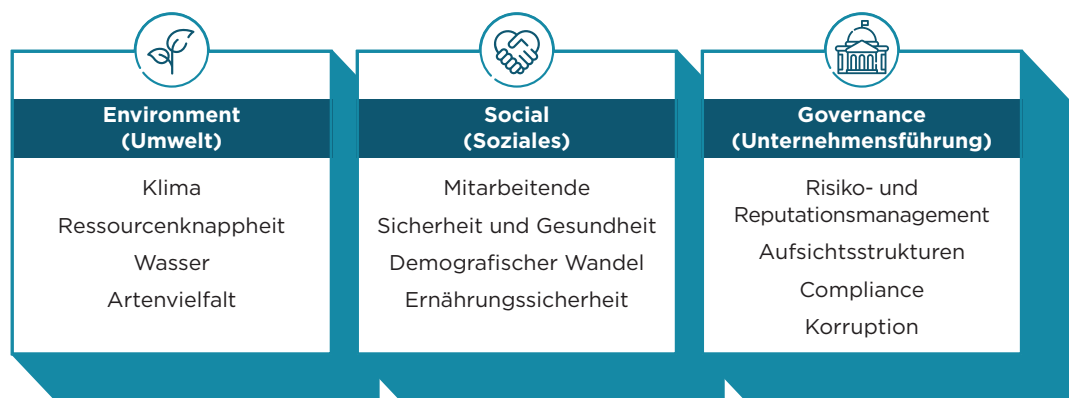 Environment
(Umwelt)
Klima
Ressourcenknappheit
Wasser
Artenvielfalt
Social
(Soziales)
Mitarbeitende
Sicherheit und Gesundheit
Demografischer Wandel
Ernährungssicherheit
Governance
(Unternehmensführung)
Risiko- und
Reputationsmanagement
Aufsichtsstrukturen
Compliance
Korruption